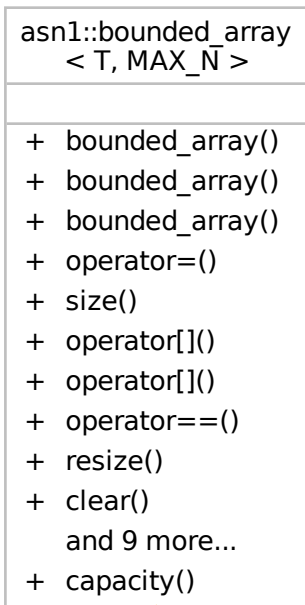 asn1::bounded_array
< T, MAX_N >
+ bounded_array()
+ bounded_array()
+ bounded_array()
+ operator=()
+ size()
+ operator[]()
+ operator[]()
+ operator==()
+ resize()
+ clear()
and 9 more...
+ capacity()